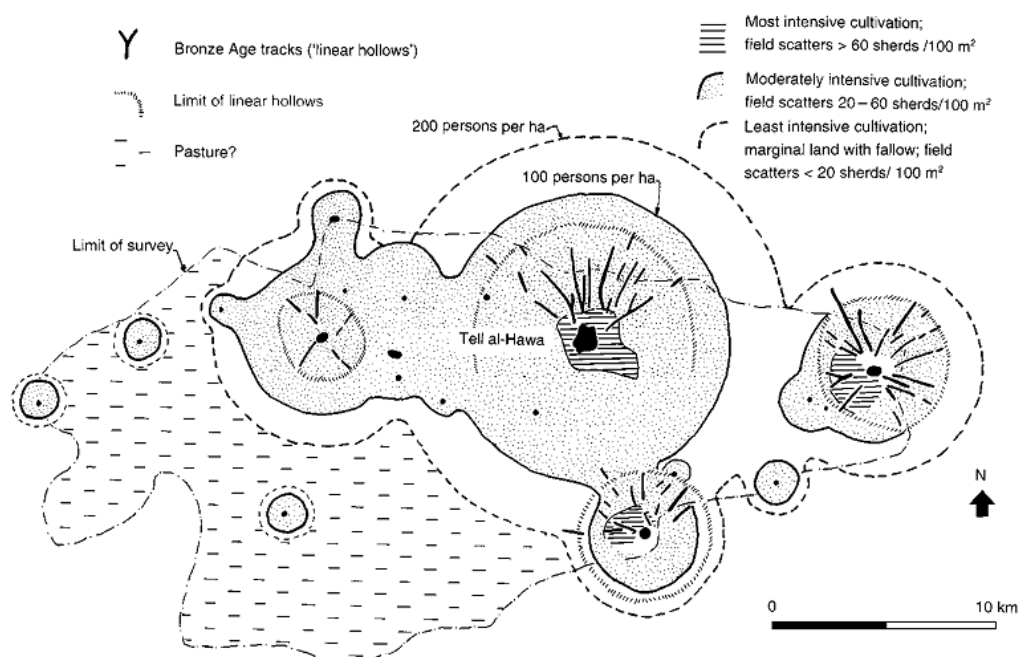 Bronze Age tracks ('linear hollows')
Limit of linear hollows
Pasture?
Most intensive cultivation;
field scatters > 60 sherds /100 m²
Moderately intensive cultivation;
field scatters 20 – 60 sherds/100 m²
Least intensive cultivation;
marginal land with fallow; field
scatters < 20 sherds/ 100 m²
200 persons per ha
100 persons per ha
Limit of survey
Tell al-Hawa
N
0 10 km